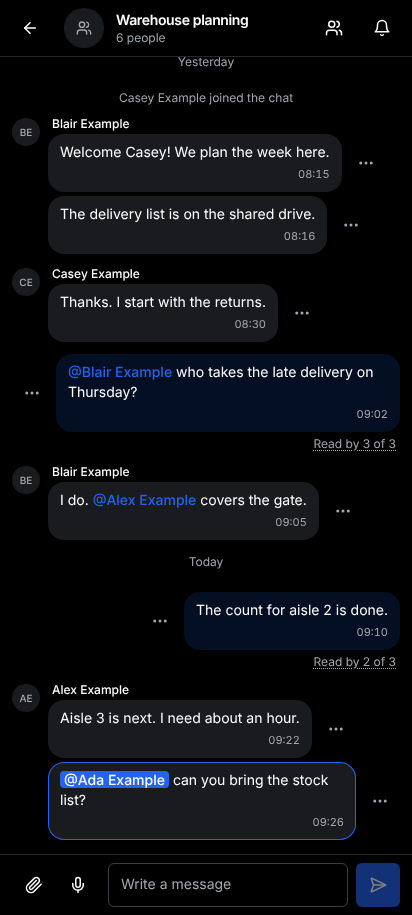 Warehouse planning
6 people
Yesterday
Casey Example joined the chat
Blair Example
BE
Welcome Casey! We plan the week here.
08:15
The delivery list is on the shared drive.
08:16
Casey Example
CE
Thanks. I start with the returns.
08:30
@Blair Example who takes the late delivery on
Thursday?
09:02
Read by 3 of 3
Blair Example
BE
I do. @Alex Example covers the gate.
09:05
Today
The count for aisle 2 is done.
09:10
Read by 2 of 3
Alex Example
AE
Aisle 3 is next. I need about an hour.
09:22
@Ada Example can you bring the stock
list?
09:26
Write a message